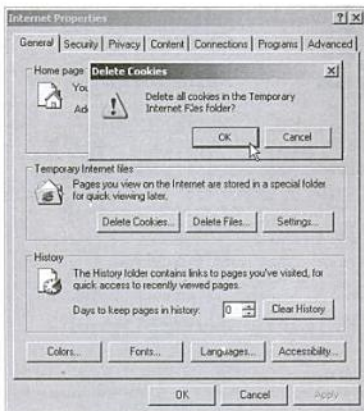 Internet Properties
General Security Privacy Content Connections Programs Advanced
Home page
Delete Cookies
You
Delete all cookies in the Temporary
Internet Files folder?
OK Cancel
Temporary Internet files
Pages you view on the Internet are stored in a special folder
for quick viewing later.
Delete Cookies... Delete Files... Settings...
History
The History folder contains links to pages you've visited, for
quick access to recently viewed pages.
Days to keep pages in history: 0 Clear History
Colors... Fonts... Languages... Accessibility...
OK Cancel Apply